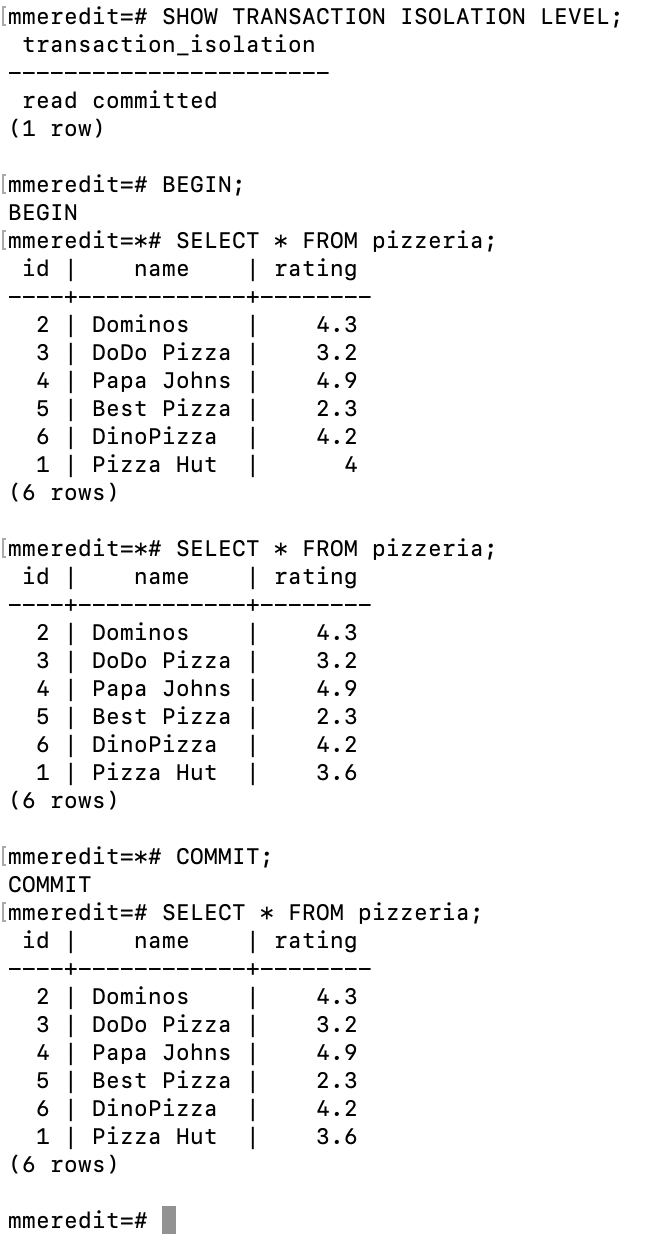 mmeredit=# SHOW TRANSACTION ISOLATION LEVEL;
 transaction_isolation
-----------------------
 read committed
(1 row)

mmeredit=# BEGIN;
BEGIN
mmeredit=*# SELECT * FROM pizzeria;
 id |    name    | rating
----+------------+--------
  2 | Dominos    |    4.3
  3 | DoDo Pizza |    3.2
  4 | Papa Johns |    4.9
  5 | Best Pizza |    2.3
  6 | DinoPizza  |    4.2
  1 | Pizza Hut  |      4
(6 rows)

mmeredit=*# SELECT * FROM pizzeria;
 id |    name    | rating
----+------------+--------
  2 | Dominos    |    4.3
  3 | DoDo Pizza |    3.2
  4 | Papa Johns |    4.9
  5 | Best Pizza |    2.3
  6 | DinoPizza  |    4.2
  1 | Pizza Hut  |    3.6
(6 rows)

mmeredit=*# COMMIT;
COMMIT
mmeredit=# SELECT * FROM pizzeria;
 id |    name    | rating
----+------------+--------
  2 | Dominos    |    4.3
  3 | DoDo Pizza |    3.2
  4 | Papa Johns |    4.9
  5 | Best Pizza |    2.3
  6 | DinoPizza  |    4.2
  1 | Pizza Hut  |    3.6
(6 rows)

mmeredit=#